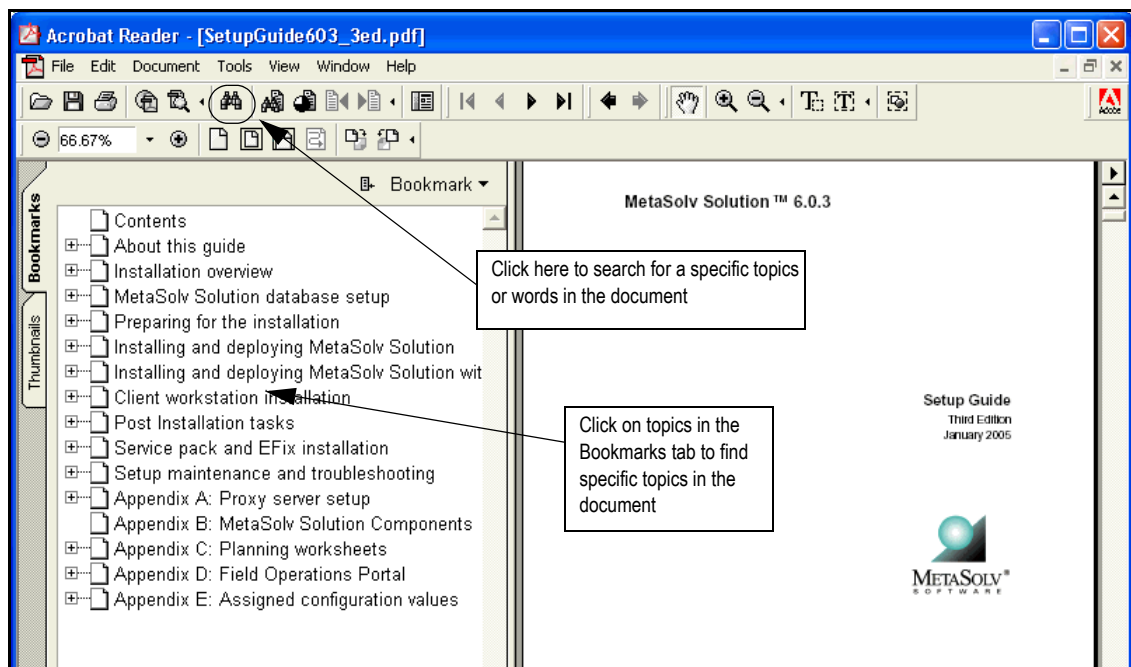 Acrobat Reader - [SetupGuide603_3ed.pdf]
File Edit Document Tools View Window Help
Adobe
66.67%
Bookmarks
Thumbnails
Bookmark
Contents
About this guide
Installation overview
MetaSolv Solution database setup
Preparing for the installation
Installing and deploying MetaSolv Solution
Installing and deploying MetaSolv Solution wit
Client workstation installation
Post Installation tasks
Service pack and EFix installation
Setup maintenance and troubleshooting
Appendix A: Proxy server setup
Appendix B: MetaSolv Solution Components
Appendix C: Planning worksheets
Appendix D: Field Operations Portal
Appendix E: Assigned configuration values
Click here to search for a specific topics
or words in the document
Click on topics in the
Bookmarks tab to find
specific topics in the
document
MetaSolv Solution ™ 6.0.3
Setup Guide
Third Edition
January 2005
METASOLV®
SOFTWARE